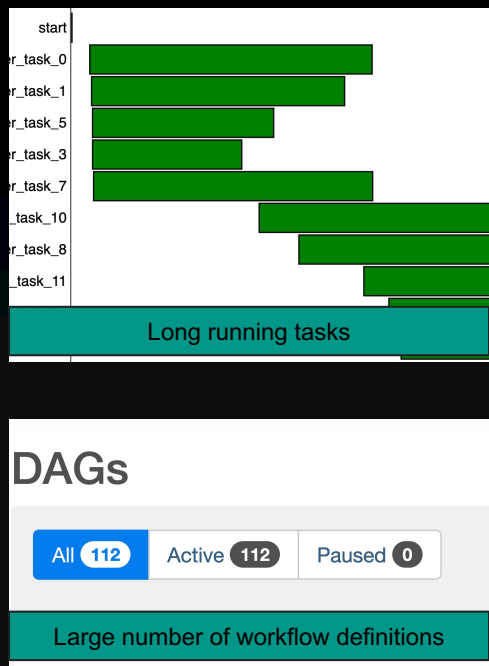 start
er_task_0
er_task_1
er_task_5
er_task_3
er_task_7
_task_10
er_task_8
_task_11
Long running tasks
DAGs
All 112 Active 112 Paused 0
Large number of workflow definitions